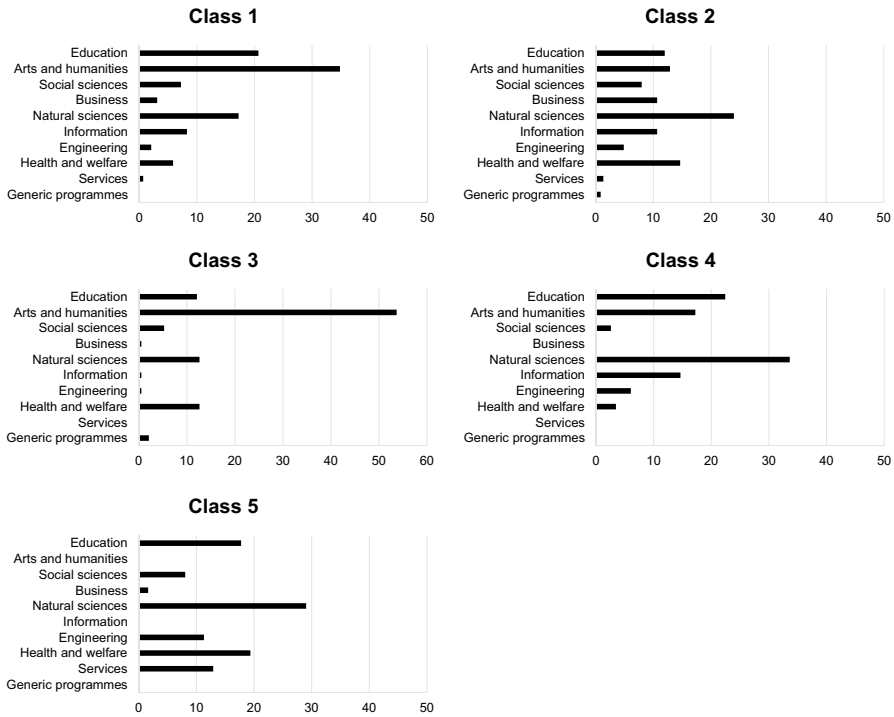 Class 1
Education
Arts and humanities
Social sciences
Business
Natural sciences
Information
Engineering
Health and welfare
Services
Generic programmes
0 10 20 30 40 50
Class 2
Education
Arts and humanities
Social sciences
Business
Natural sciences
Information
Engineering
Health and welfare
Services
Generic programmes
0 10 20 30 40 50
Class 3
Education
Arts and humanities
Social sciences
Business
Natural sciences
Information
Engineering
Health and welfare
Services
Generic programmes
0 10 20 30 40 50 60
Class 4
Education
Arts and humanities
Social sciences
Business
Natural sciences
Information
Engineering
Health and welfare
Services
Generic programmes
0 10 20 30 40 50
Class 5
Education
Arts and humanities
Social sciences
Business
Natural sciences
Information
Engineering
Health and welfare
Services
Generic programmes
0 10 20 30 40 50